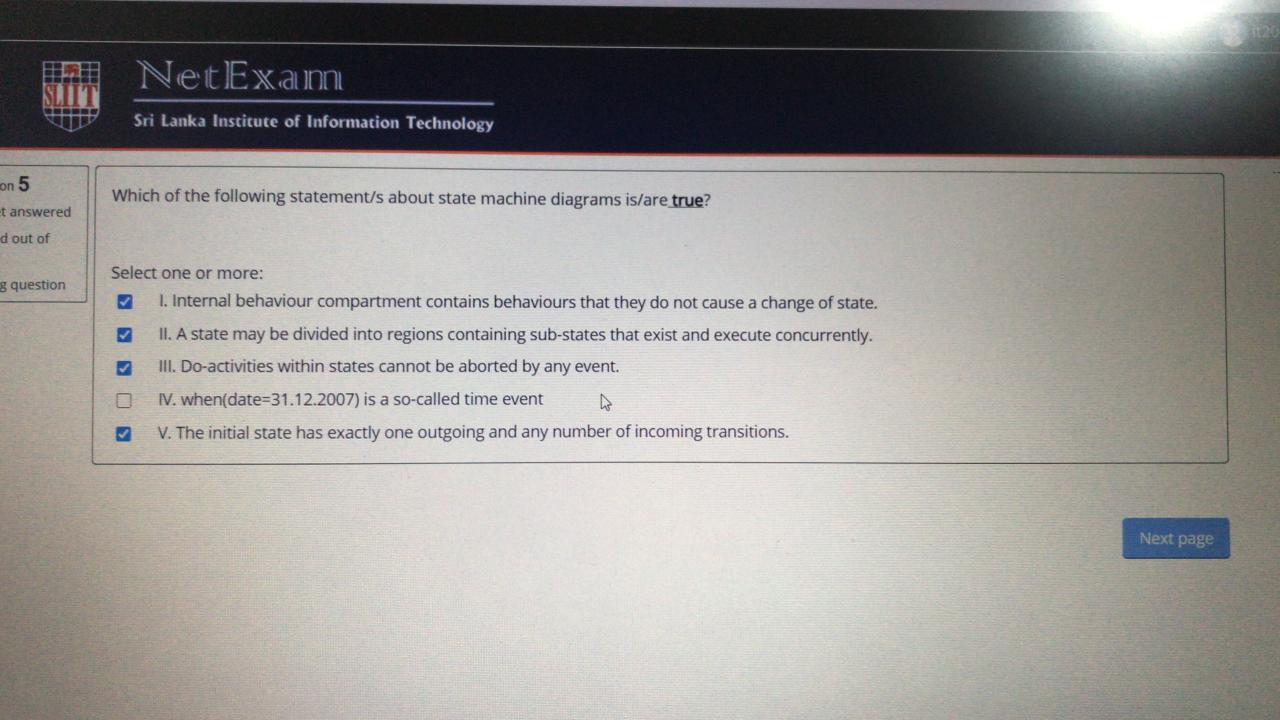 it20
SLIIT
NetExam
Sri Lanka Institute of Information Technology
on 5
t answered
d out of
g question
Which of the following statement/s about state machine diagrams is/are true?
Select one or more:
I. Internal behaviour compartment contains behaviours that they do not cause a change of state.
II. A state may be divided into regions containing sub-states that exist and execute concurrently.
III. Do-activities within states cannot be aborted by any event.
IV. when(date=31.12.2007) is a so-called time event
V. The initial state has exactly one outgoing and any number of incoming transitions.
Next page